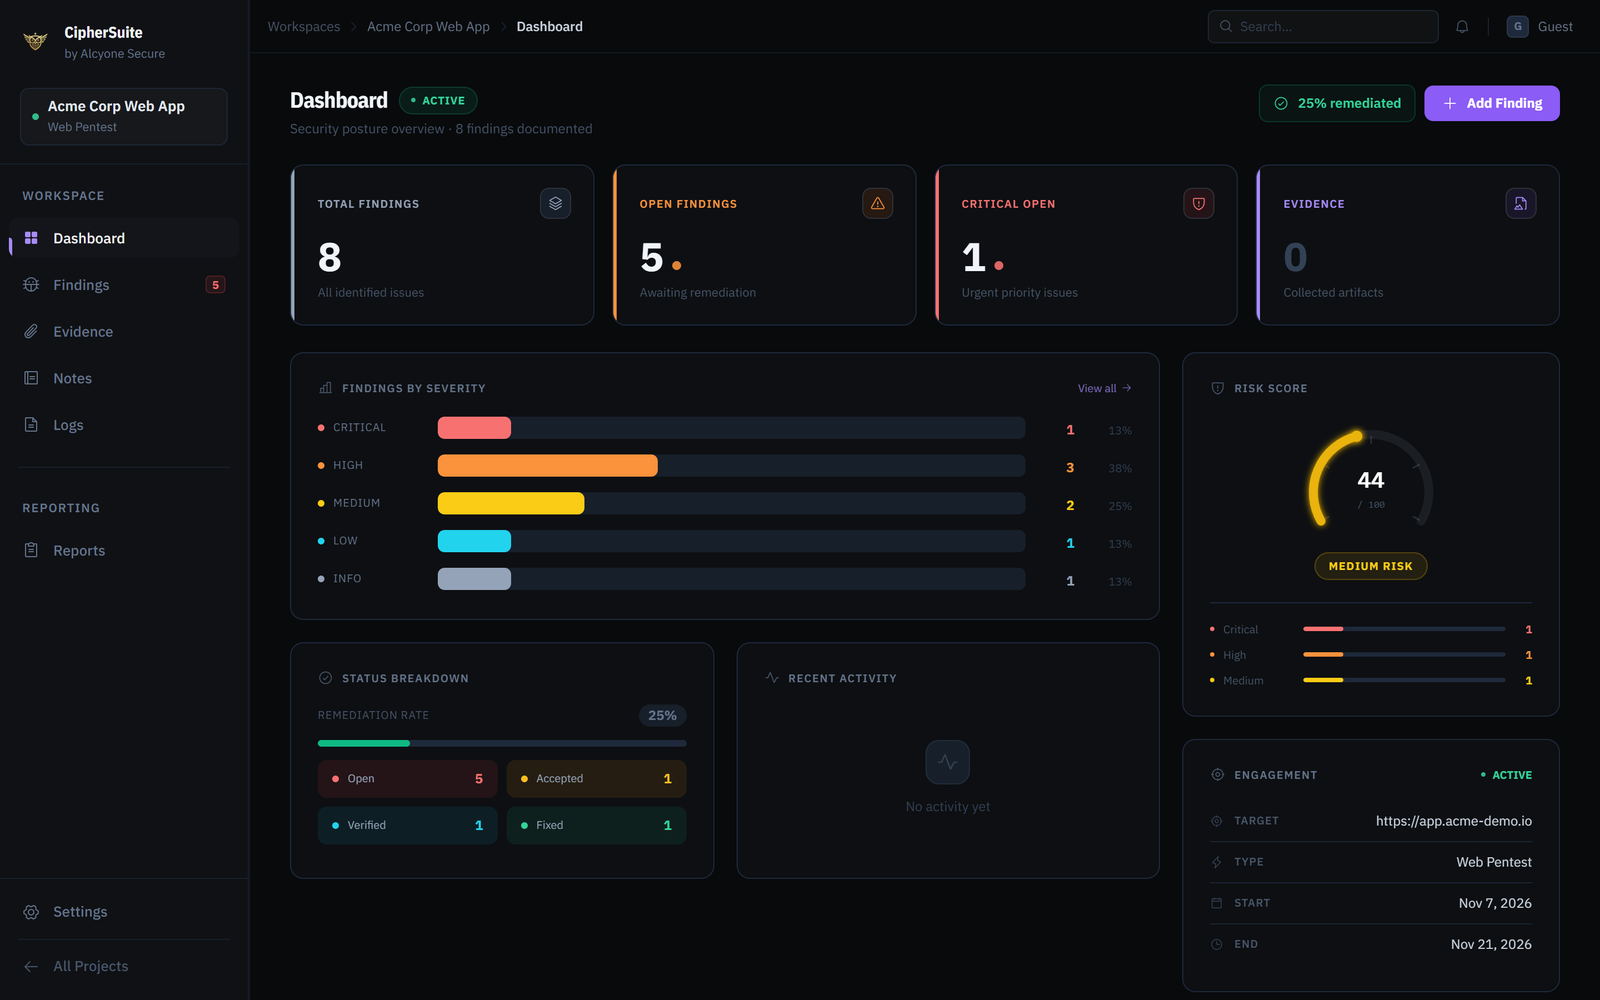 CipherSuite
by Alcyone Secure
Acme Corp Web App
Web Pentest
WORKSPACE
Dashboard
Findings 5
Evidence
Notes
Logs
REPORTING
Reports
Settings
All Projects
Workspaces Acme Corp Web App Dashboard
Search...
G Guest
Dashboard ACTIVE
Security posture overview · 8 findings documented
25% remediated
Add Finding
TOTAL FINDINGS
8
All identified issues
OPEN FINDINGS
5
Awaiting remediation
CRITICAL OPEN
1
Urgent priority issues
EVIDENCE
0
Collected artifacts
FINDINGS BY SEVERITY View all →
CRITICAL 1 13%
HIGH 3 38%
MEDIUM 2 25%
LOW 1 13%
INFO 1 13%
RISK SCORE
44
/ 100
MEDIUM RISK
Critical 1
High 1
Medium 1
STATUS BREAKDOWN
REMEDIATION RATE 25%
Open 5
Accepted 1
Verified 1
Fixed 1
RECENT ACTIVITY
No activity yet
ENGAGEMENT ACTIVE
TARGET https://app.acme-demo.io
TYPE Web Pentest
START Nov 7, 2026
END Nov 21, 2026